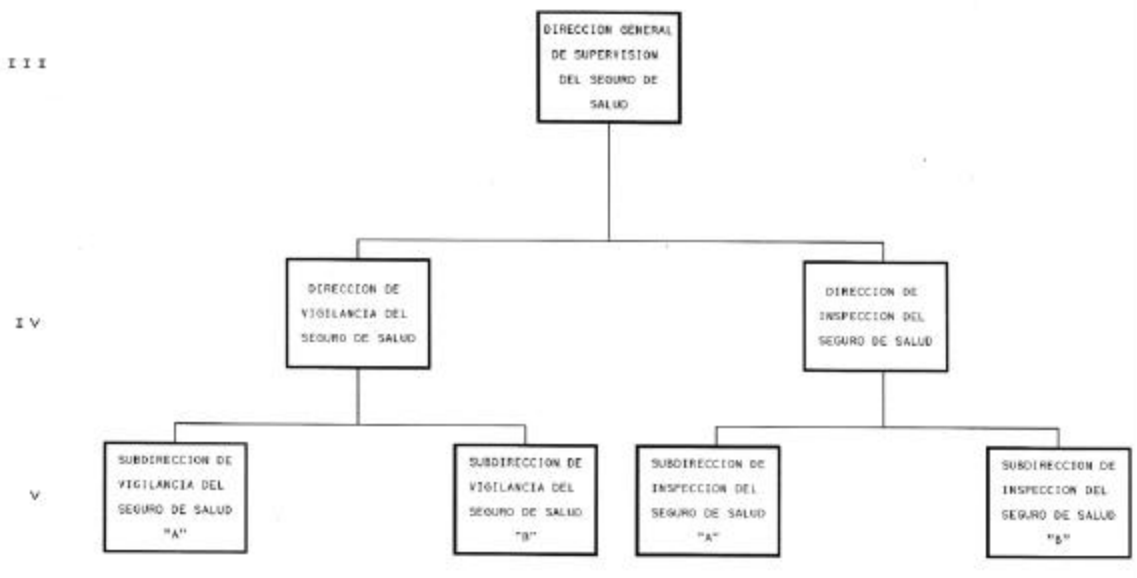 III
DIRECCION GENERAL
DE SUPERVISION
DEL SEGURO DE
SALUD
IV
DIRECCION DE
VIGILANCIA DEL
SEGURO DE SALUD
DIRECCION DE
INSPECCION DEL
SEGURO DE SALUD
V
SUBDIRECCION DE
VIGILANCIA DEL
SEGURO DE SALUD
"A"
SUBDIRECCION DE
VIGILANCIA DEL
SEGURO DE SALUD
"B"
SUBDIRECCION DE
INSPECCION DEL
SEGURO DE SALUD
"A"
SUBDIRECCION DE
INSPECCION DEL
SEGURO DE SALUD
"B"